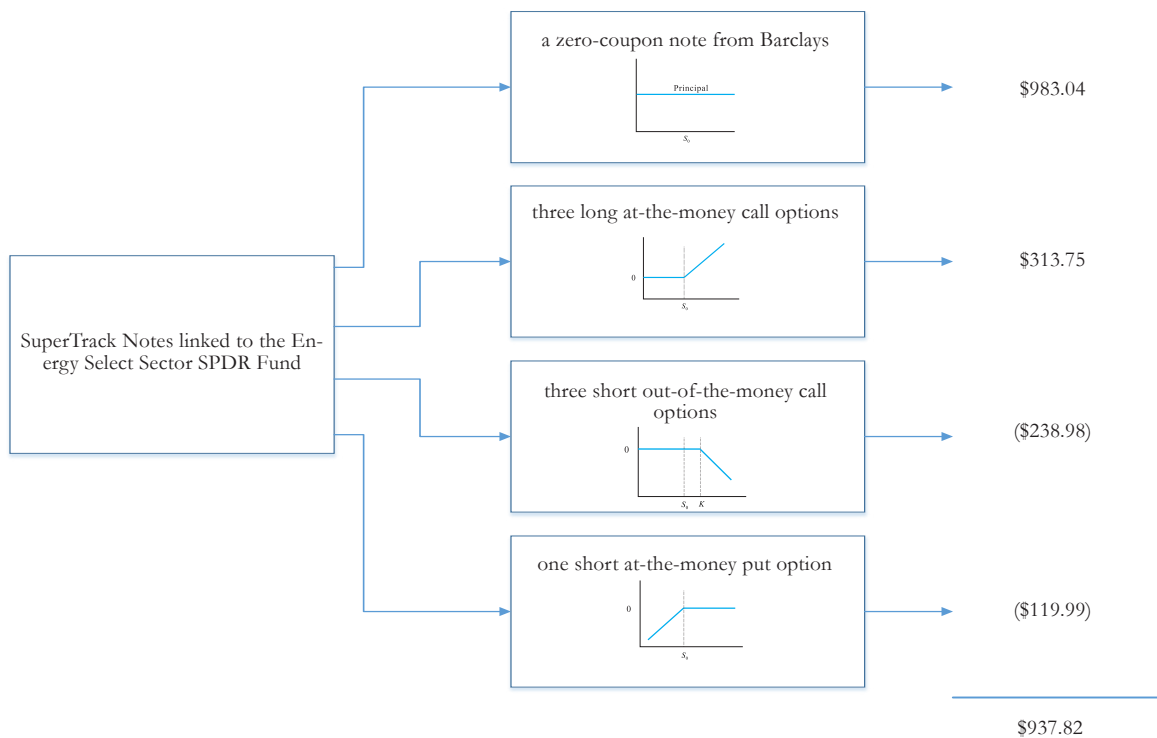 a zero-coupon note from Barclays
Principal
S₀
$983.04
three long at-the-money call options
0
S₀
$313.75
SuperTrack Notes linked to the En-
ergy Select Sector SPDR Fund
three short out-of-the-money call
options
0
S₀ K
($238.98)
one short at-the-money put option
0
S₀
($119.99)
$937.82